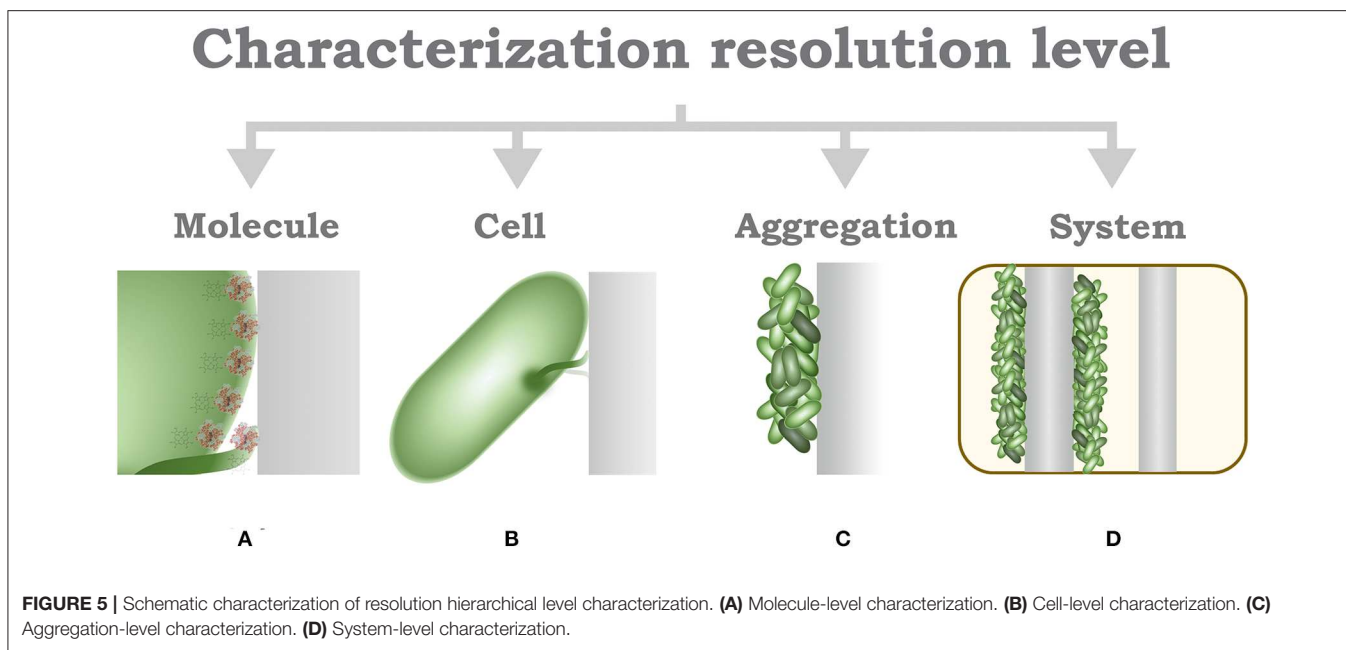 Characterization resolution level
Molecule
Cell
Aggregation
System
A
B
C
D
FIGURE 5 | Schematic characterization of resolution hierarchical level characterization. (A) Molecule-level characterization. (B) Cell-level characterization. (C)
Aggregation-level characterization. (D) System-level characterization.